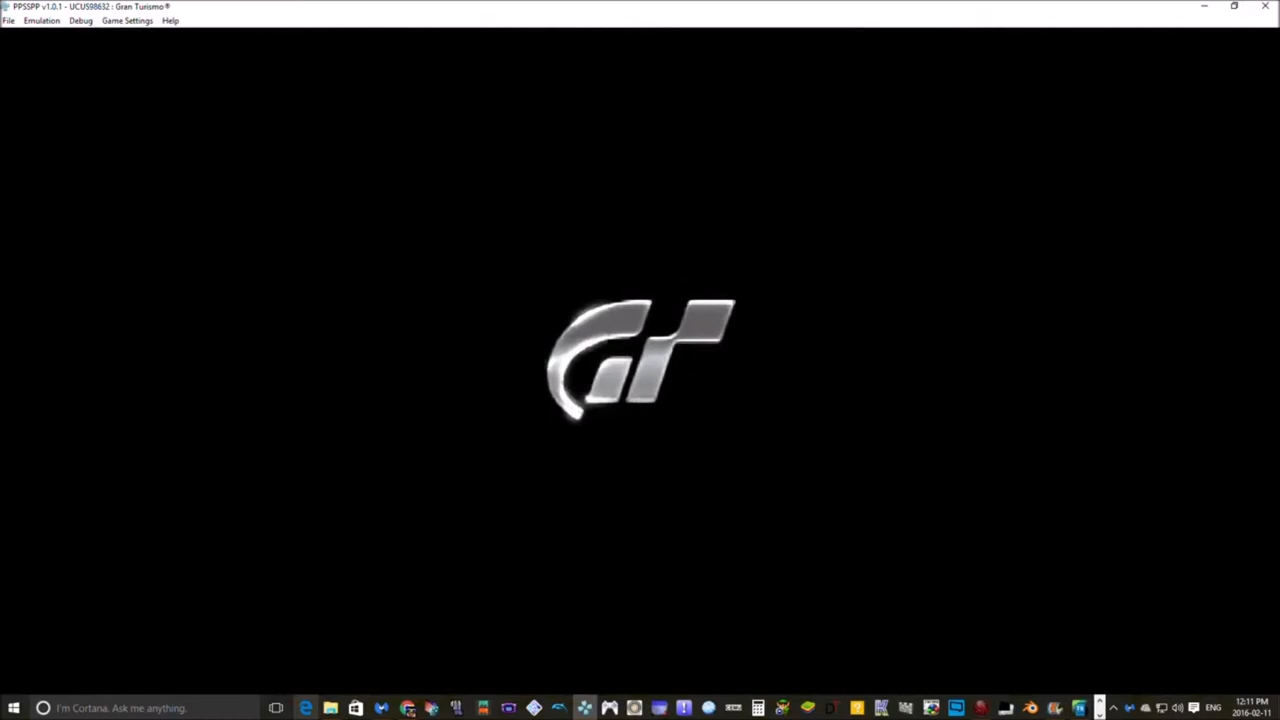 PPSSPP v1.0.1 - UCUS98632 : Gran Turismo®
File Emulation Debug Game Settings Help
GT
I'm Cortana. Ask me anything.
ENG
12:11 PM
2016-02-11